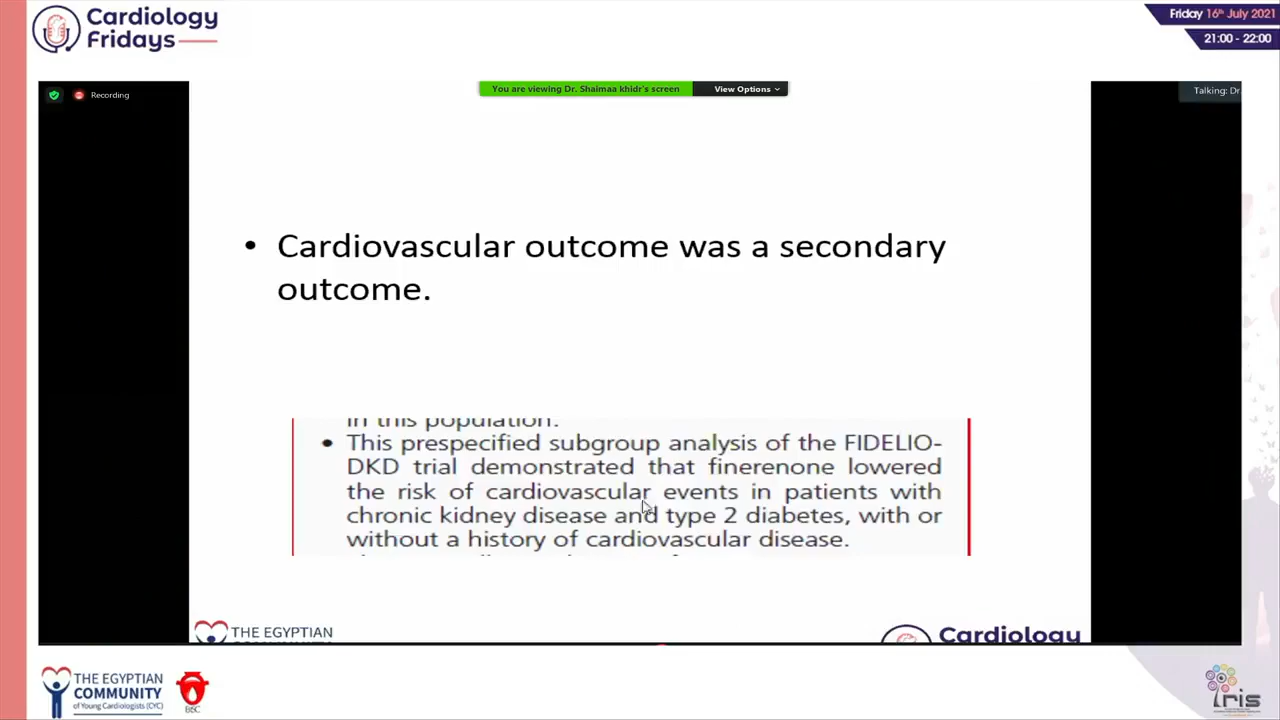 Cardiology
Fridays
Friday 16th July 2021
21:00 - 22:00
Recording
You are viewing Dr. Shaimaa khidr's screen
View Options
Talking: Dr
• Cardiovascular outcome was a secondary
outcome.
in this population.
• This prespecified subgroup analysis of the FIDELIO-
DKD trial demonstrated that finerenone lowered
the risk of cardiovascular events in patients with
chronic kidney disease and type 2 diabetes, with or
without a history of cardiovascular disease.
THE EGYPTIAN
Cardiology
THE EGYPTIAN
COMMUNITY
of Young Cardiologists (CYC)
BSC
Iris